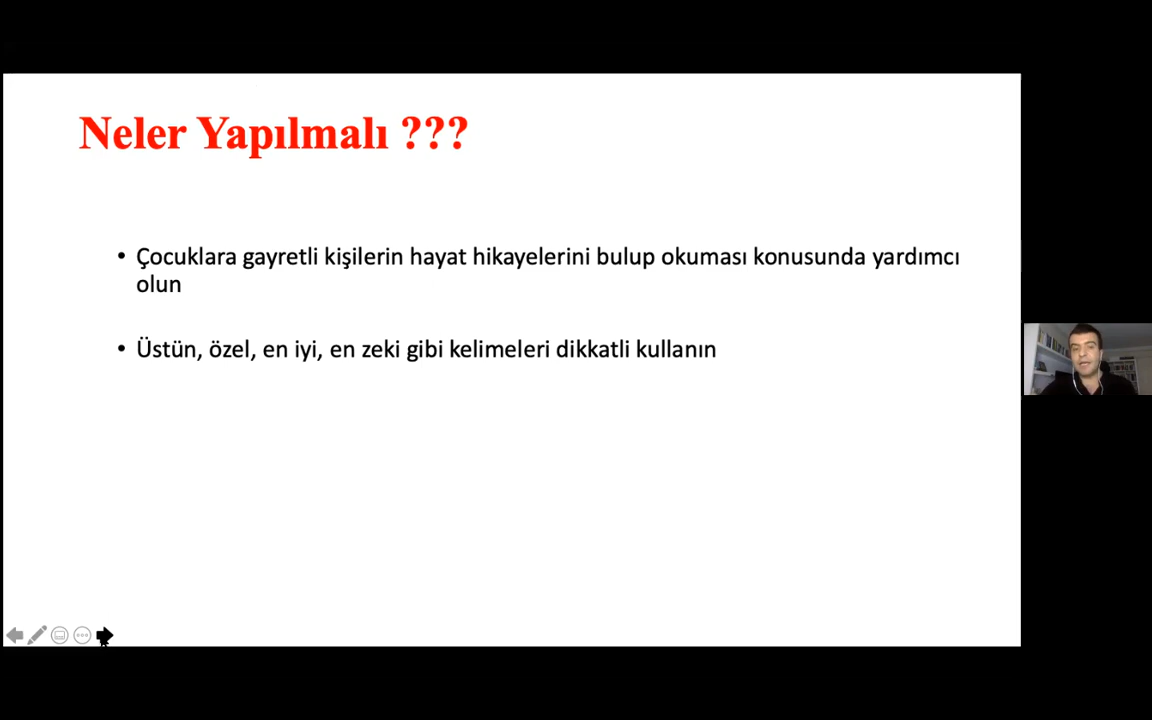 Neler Yapılmalı ???
• Çocuklara gayretli kişilerin hayat hikayelerini bulup okuması konusunda yardımcı
olun
• Üstün, özel, en iyi, en zeki gibi kelimeleri dikkatli kullanın